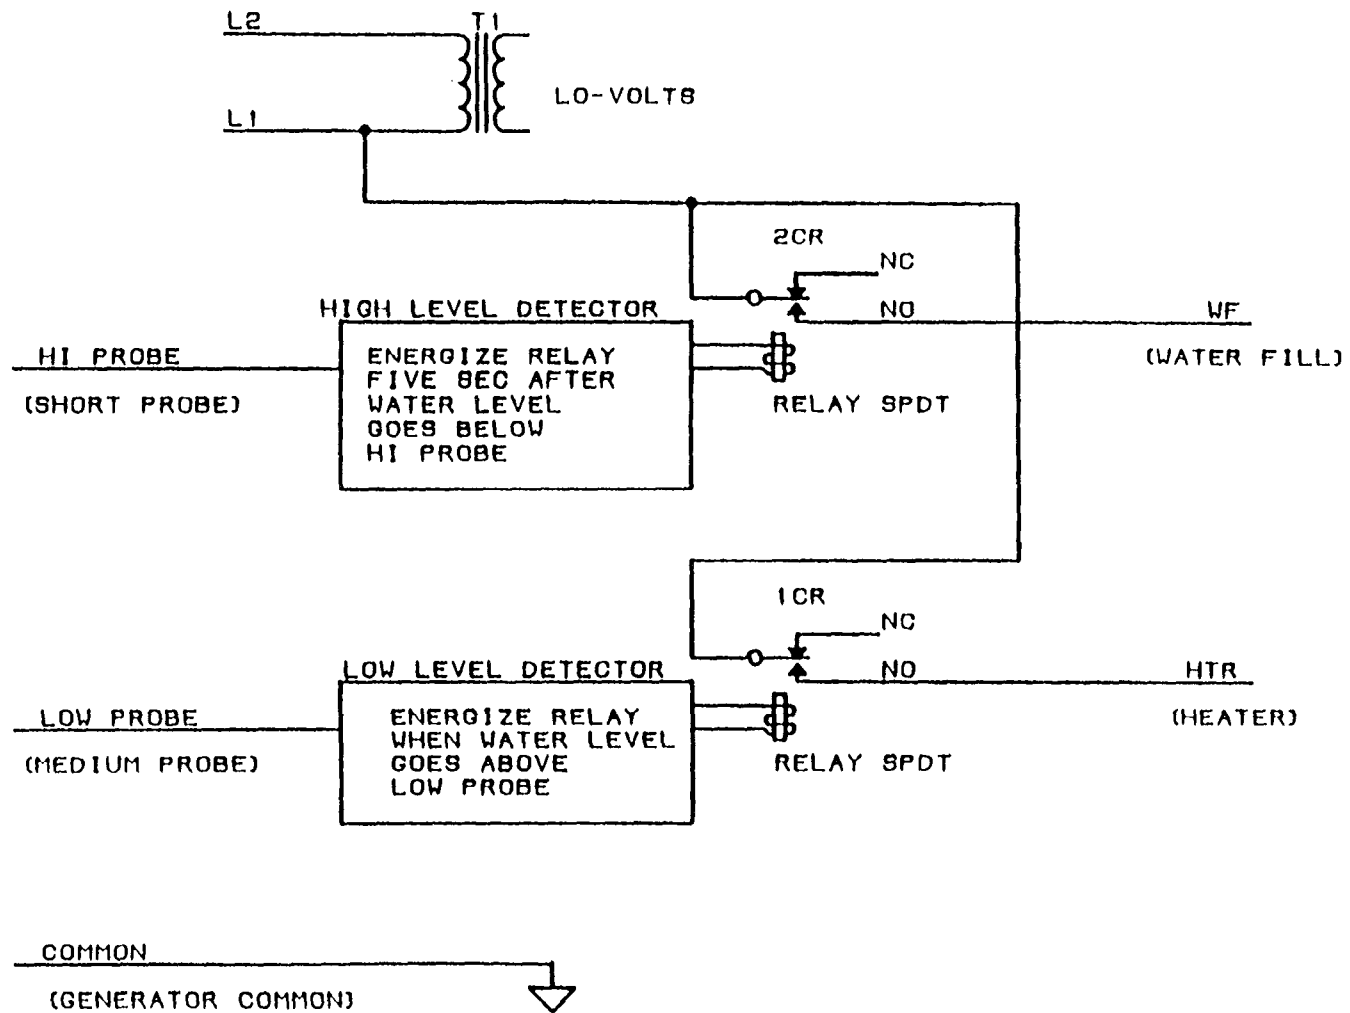 L2
T1
LO-VOLTS
L1
2CR
NC
HIGH LEVEL DETECTOR
NO
WF
HI PROBE
ENERGIZE RELAY
(WATER FILL)
FIVE SEC AFTER
(SHORT PROBE)
WATER LEVEL
RELAY SPDT
GOES BELOW
HI PROBE
1CR
NC
LOW LEVEL DETECTOR
NO
HTR
LOW PROBE
ENERGIZE RELAY
(HEATER)
WHEN WATER LEVEL
(MEDIUM PROBE)
GOES ABOVE
RELAY SPDT
LOW PROBE
COMMON
(GENERATOR COMMON)